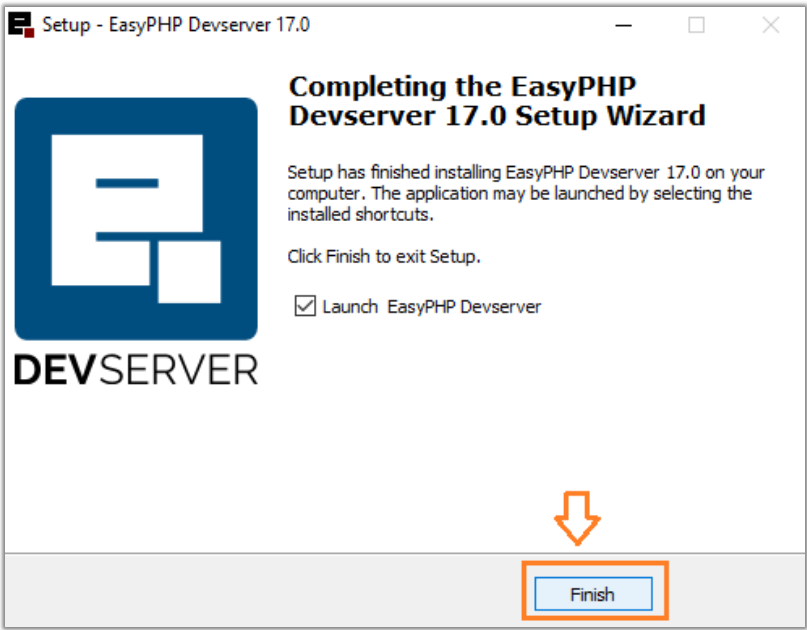 Setup - EasyPHP Devserver 17.0
Completing the EasyPHP
Devserver 17.0 Setup Wizard
Setup has finished installing EasyPHP Devserver 17.0 on your
computer. The application may be launched by selecting the
installed shortcuts.
Click Finish to exit Setup.
Launch EasyPHP Devserver
DEVSERVER
Finish